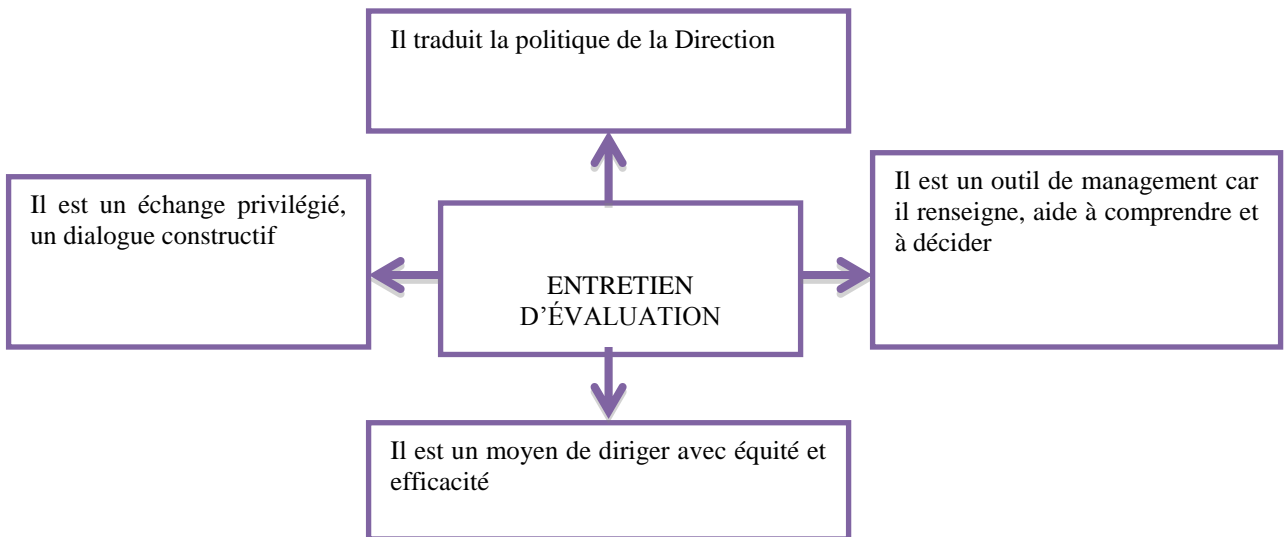 Il traduit la politique de la Direction
Il est un échange privilégié,
un dialogue constructif
Il est un outil de management car
il renseigne, aide à comprendre et
à décider
ENTRETIEN
D’ÉVALUATION
Il est un moyen de diriger avec équité et
efficacité